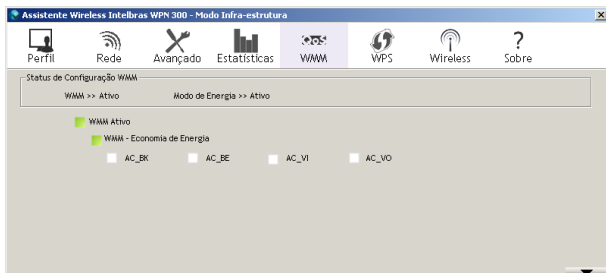 Assistente Wireless Intelbras WPN 300 - Modo Infra-estrutura
QoS
Perfil Rede Avançado Estatísticas WMM WPS Wireless Sobre
Status de Configuração WMM
WMM >> Ativo Modo de Energia >> Ativo
WMM Ativo
WMM - Economia de Energia
AC_BK AC_BE AC_VI AC_VO